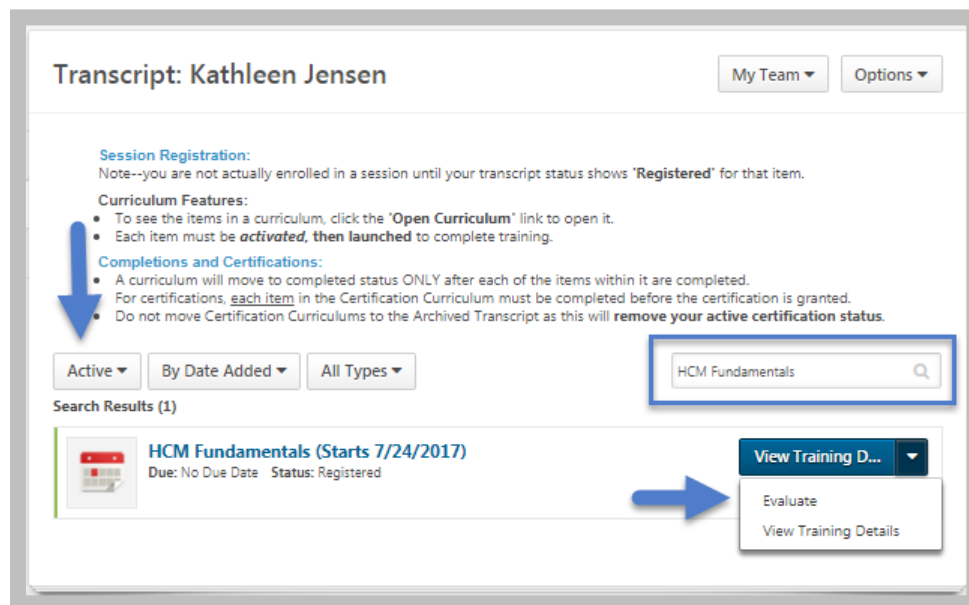 Transcript: Kathleen Jensen
My Team
Options
Session Registration:
Note--you are not actually enrolled in a session until your transcript status shows "Registered" for that item.
Curriculum Features:
To see the items in a curriculum, click the "Open Curriculum" link to open it.
Each item must be activated, then launched to complete training.
Completions and Certifications:
A curriculum will move to completed status ONLY after each of the items within it are completed.
For certifications, each item in the Certification Curriculum must be completed before the certification is granted.
Do not move Certification Curriculums to the Archived Transcript as this will remove your active certification status.
Active
By Date Added
All Types
HCM Fundamentals
Search Results (1)
HCM Fundamentals (Starts 7/24/2017)
Due: No Due Date Status: Registered
View Training D...
Evaluate
View Training Details